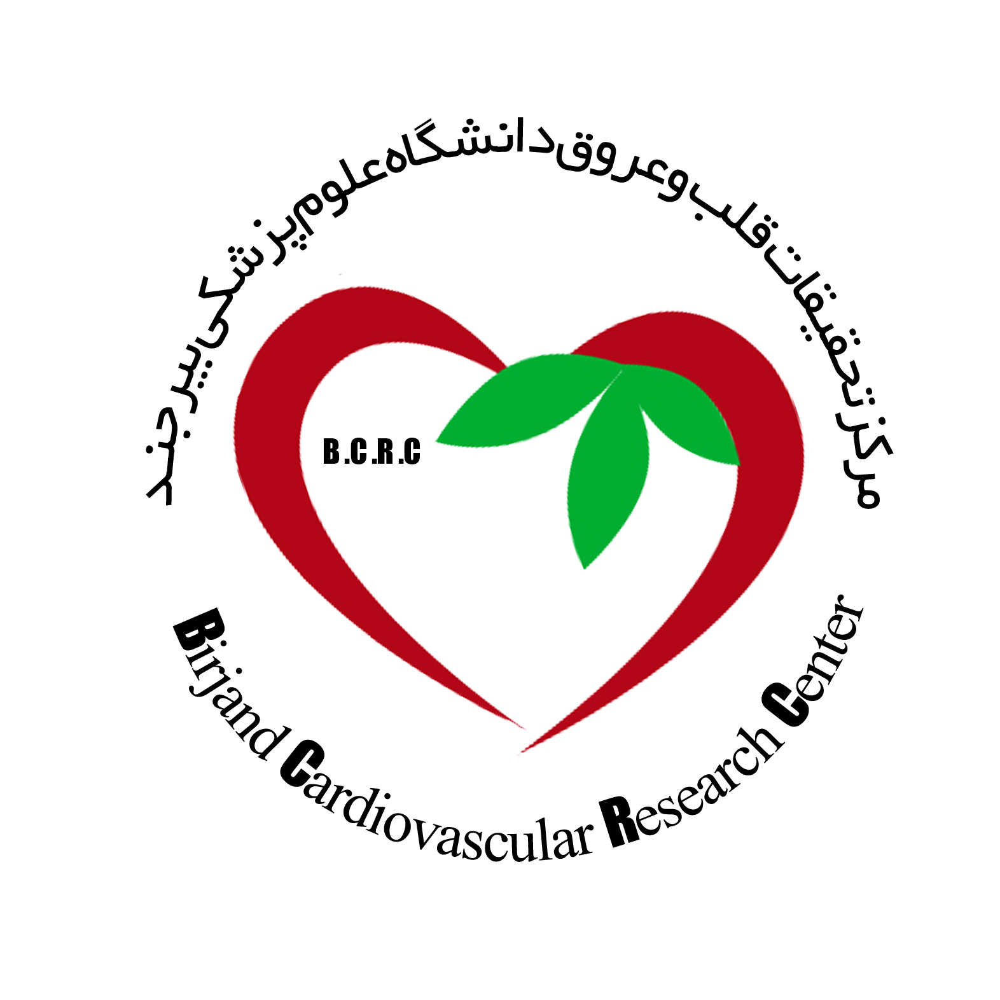 مرکز تحقیقات قلب و عروق دانشگاه علوم پزشکی بیرجند
B.C.R.C
Birjand Cardiovascular Research Center